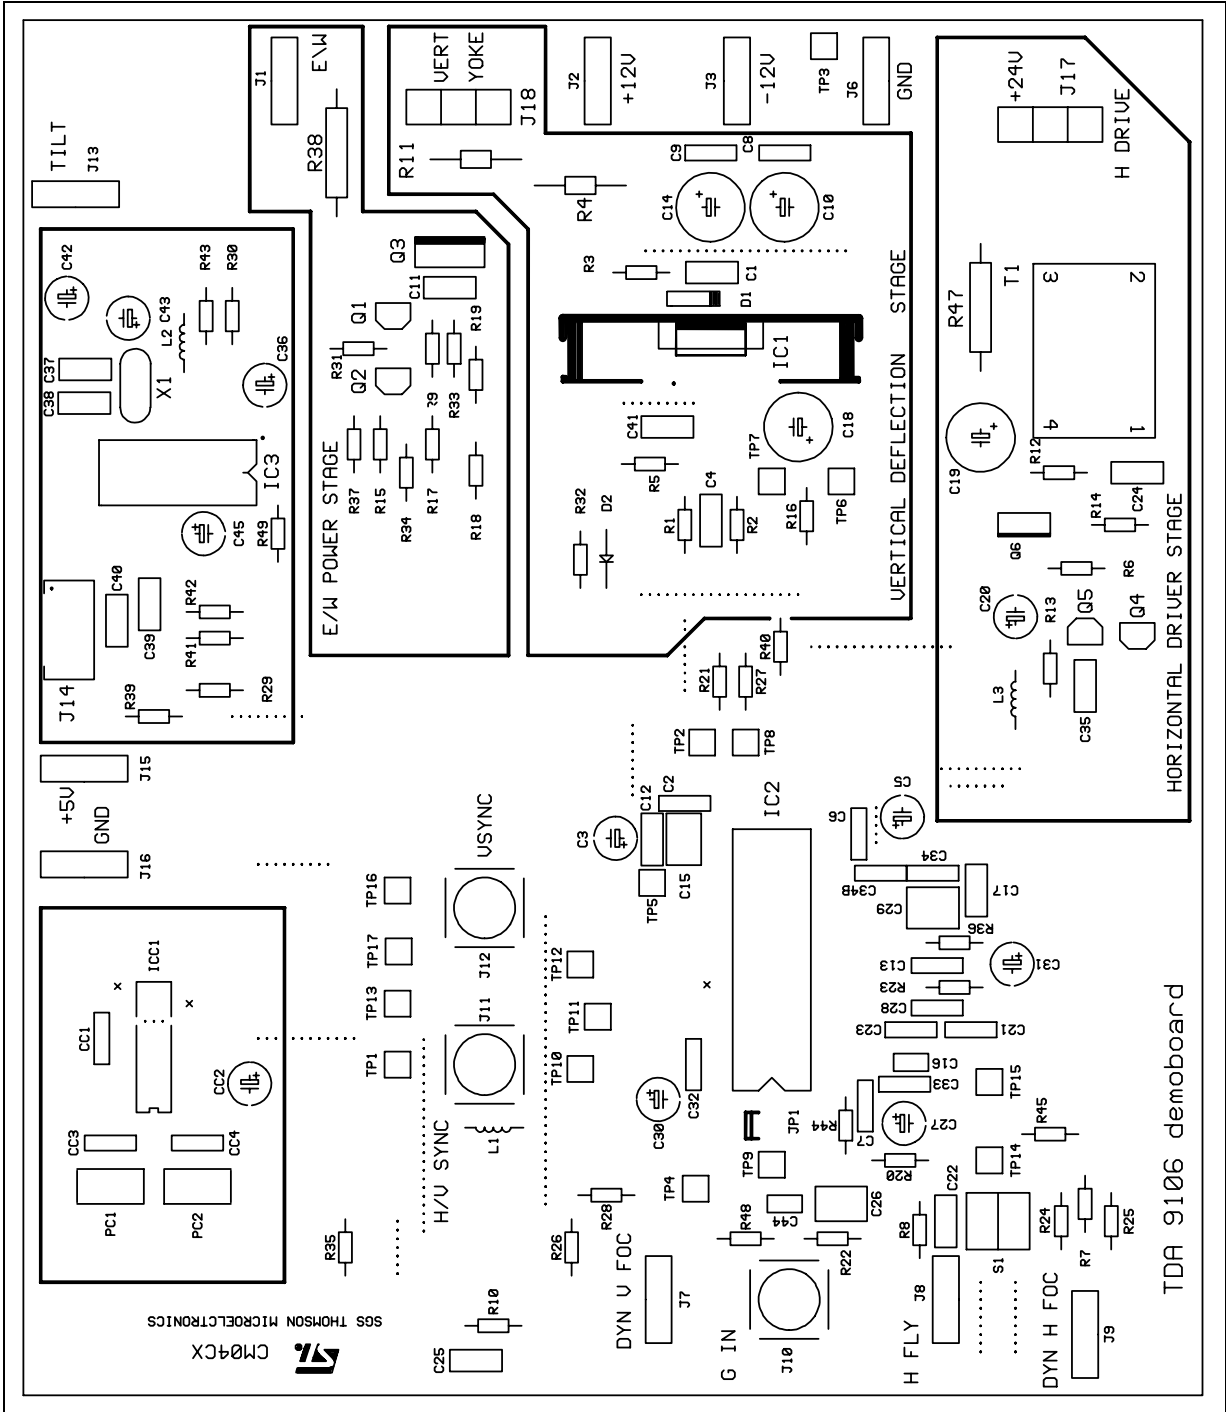 TILT
J13
J1
E\W
R38
VERT
YOKE
J18
R11
J2
+12V
J3
-12V
TP3
J6
GND
+24V
J17
H DRIVE
R4
C9
C8
C14
C10
C42
C43
L2
R43
R30
C36
C37
C38
X1
IC3
C45
R49
C40
C39
R42
R41
R29
R39
J14
Q3
C11
Q1
R31
Q2
R19
R9
R33
R37
R15
R34
R17
R18
E/W POWER STAGE
R3
C1
D1
IC1
C41
TP7
C18
R5
C4
R1
R2
R16
TP6
R32
D2
VERTICAL DEFLECTION STAGE
R47
T1
3
2
4
1
C19
R12
C24
R14
Q6
R6
C20
R13
Q5
Q4
L3
C35
HORIZONTAL DRIVER STAGE
R40
R21
R27
TP2
TP8
J15
+5V
GND
J16
C2
C12
C3
TP5
C15
IC2
C5
C6
C34
C34B
C29
C17
R36
C13
C31
R23
C28
C23
C21
C16
C33
TP15
VSYNC
TP16
TP17
J12
TP12
TP13
J11
TP11
TP1
TP10
ICC1
x
x
CC1
CC2
CC3
CC4
PC1
PC2
x
C32
C30
JP1
R44
C7
C27
R45
TP9
R20
TP14
L1
H/V SYNC
TP4
R28
R48
C44
C26
R22
R8
C22
S1
R24
R7
R25
R35
R26
DYN V FOC
J7
G IN
J10
H FLY
J8
DYN H FOC
J9
R10
C25
TDA 9106 demoboard
SGS THOMSON MICROELCTRONICS
CM04CX
ST